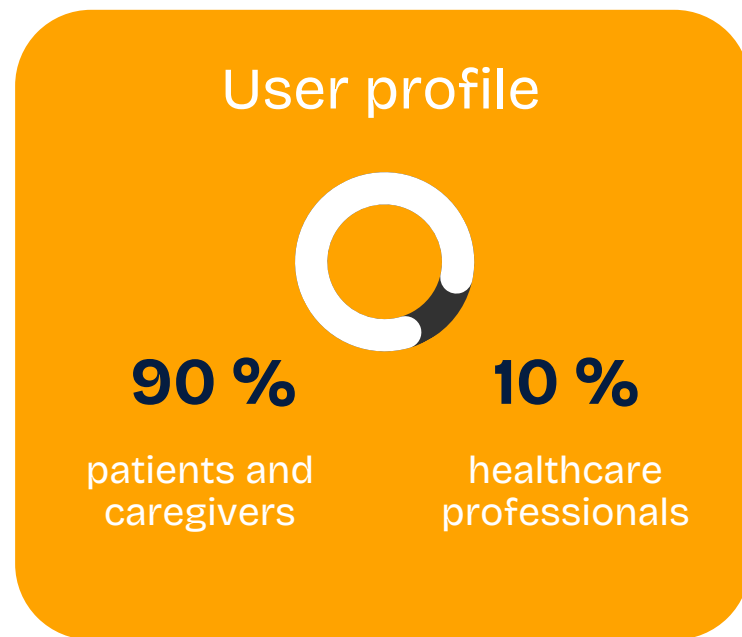 User profile
90 %
patients and
caregivers
10 %
healthcare
professionals